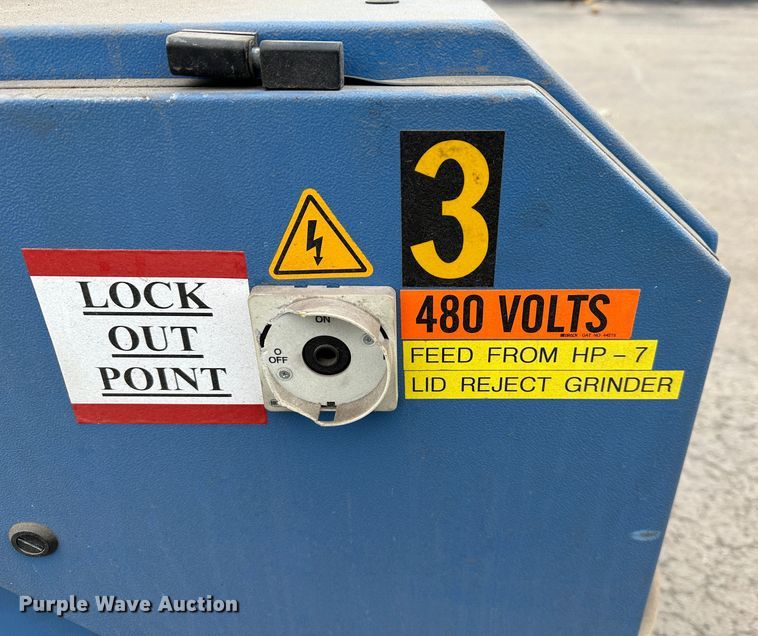 3
LOCK
OUT
POINT
ON
O
OFF
480 VOLTS
FEED FROM HP - 7
LID REJECT GRINDER
Purple Wave Auction